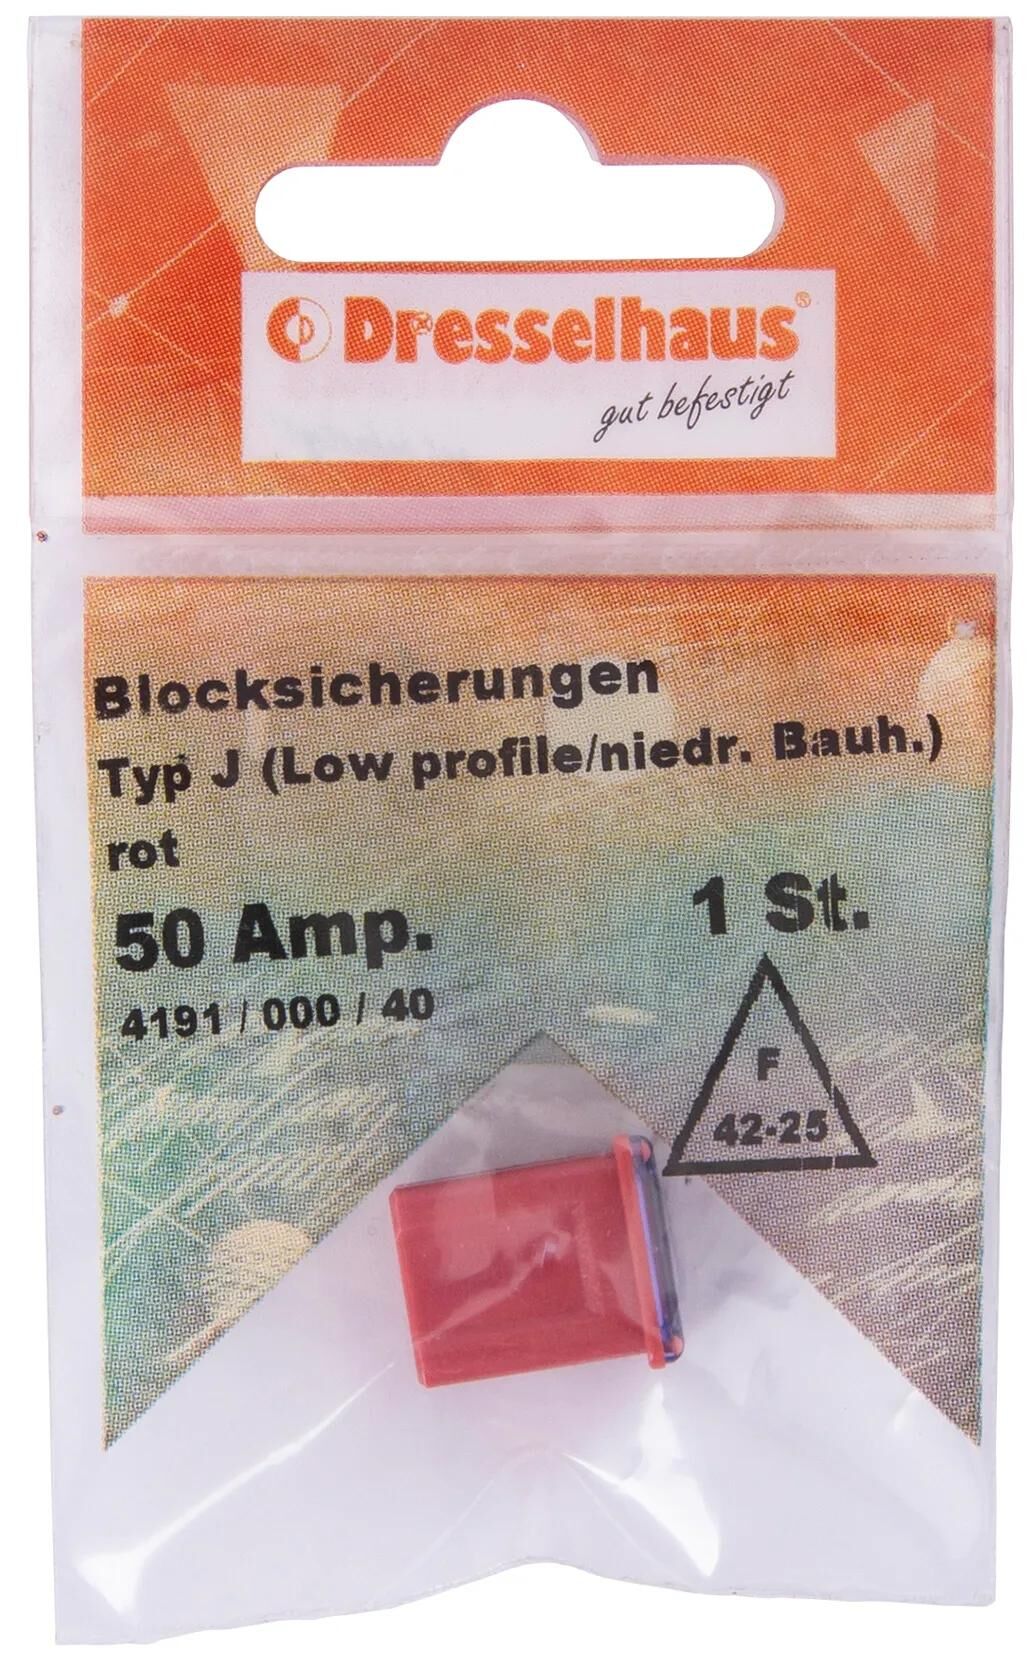 Dresselhaus®
gut befestigt
Blocksicherungen
Typ J (Low profile/niedr. Bauh.)
rot
50 Amp.
1 St.
4191 / 000 / 40
F
42-25